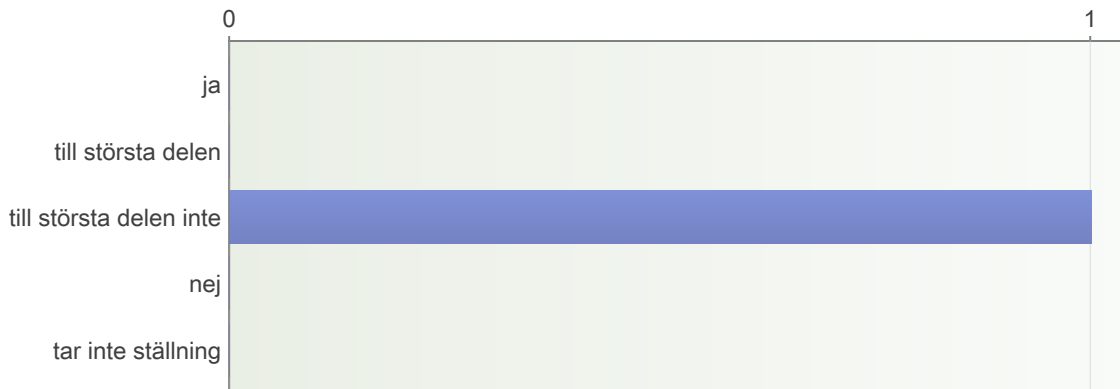 0 1
ja
till största delen
till största delen inte
nej
tar inte ställning